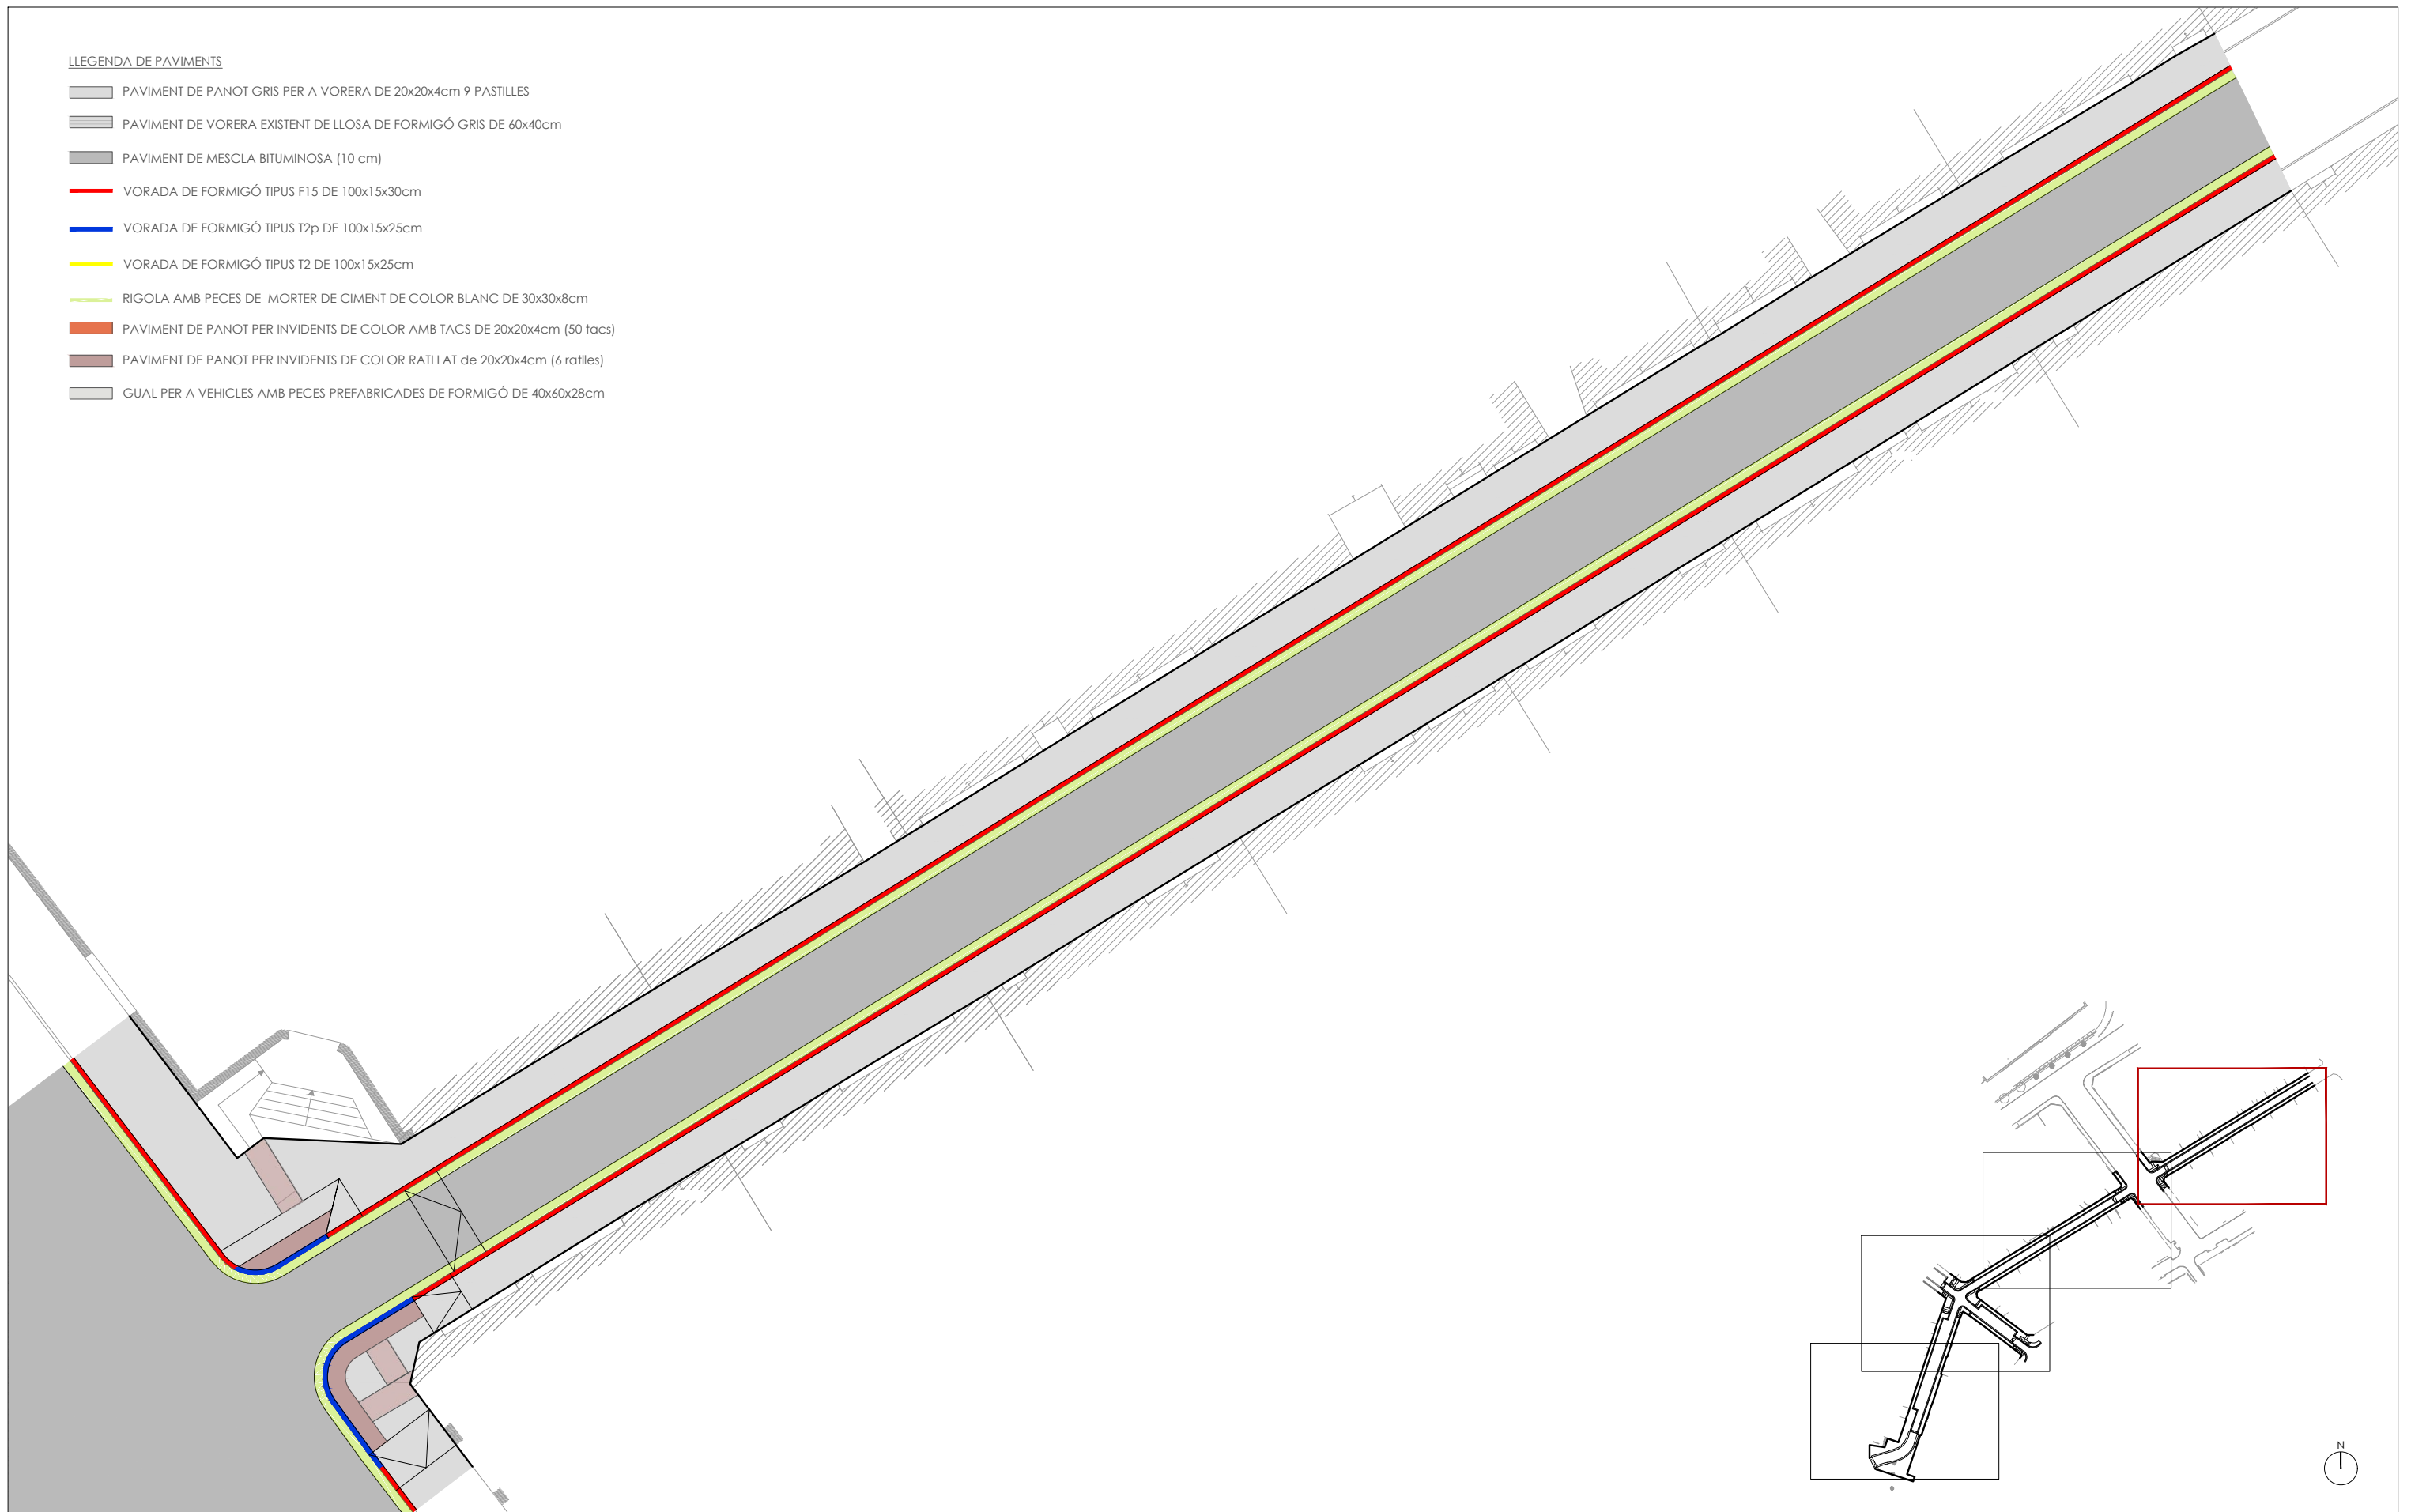 LLEGENDA DE PAVIMENTS
PAVIMENT DE PANOT GRIS PER A VORERA DE 20x20x4cm 9 PASTILLES
PAVIMENT DE VORERA EXISTENT DE LLOSA DE FORMIGÓ GRIS DE 60x40cm
PAVIMENT DE MESCLA BITUMINOSA (10 cm)
VORADA DE FORMIGÓ TIPUS F15 DE 100x15x30cm
VORADA DE FORMIGÓ TIPUS T2p DE 100x15x25cm
VORADA DE FORMIGÓ TIPUS T2 DE 100x15x25cm
RIGOLA AMB PECES DE  MORTER DE CIMENT DE COLOR BLANC DE 30x30x8cm
PAVIMENT DE PANOT PER INVIDENTS DE COLOR AMB TACS DE 20x20x4cm (50 tacs)
PAVIMENT DE PANOT PER INVIDENTS DE COLOR RATLLAT de 20x20x4cm (6 ratlles)
GUAL PER A VEHICLES AMB PECES PREFABRICADES DE FORMIGÓ DE 40x60x28cm
N